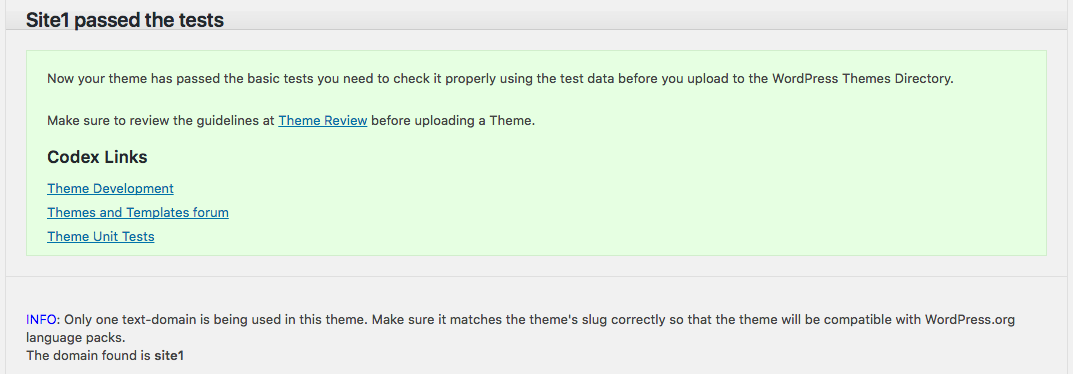 Site1 passed the tests
Now your theme has passed the basic tests you need to check it properly using the test data before you upload to the WordPress Themes Directory.
Make sure to review the guidelines at Theme Review before uploading a Theme.
Codex Links
Theme Development
Themes and Templates forum
Theme Unit Tests
INFO: Only one text-domain is being used in this theme. Make sure it matches the theme's slug correctly so that the theme will be compatible with WordPress.org
language packs.
The domain found is site1